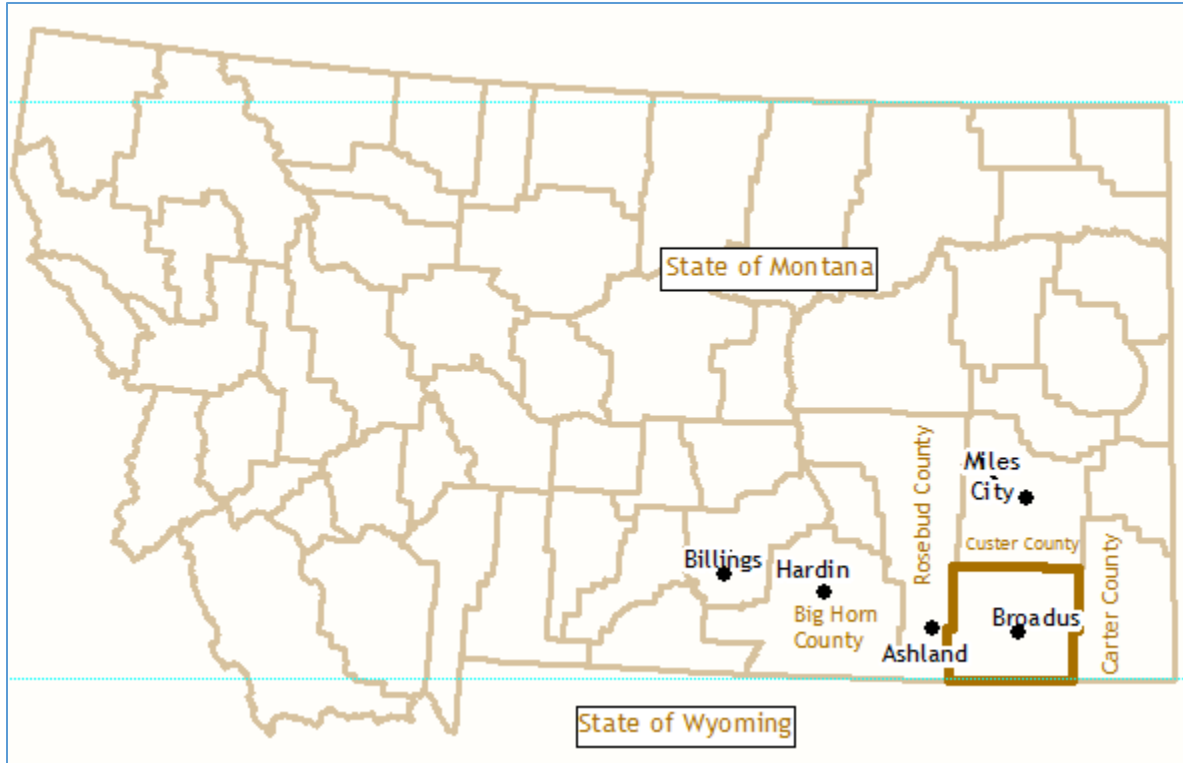 State of Montana
Rosebud County
Miles
City
Custer County
Carter County
Billings
Hardin
Big Horn
County
Broadus
Ashland
State of Wyoming